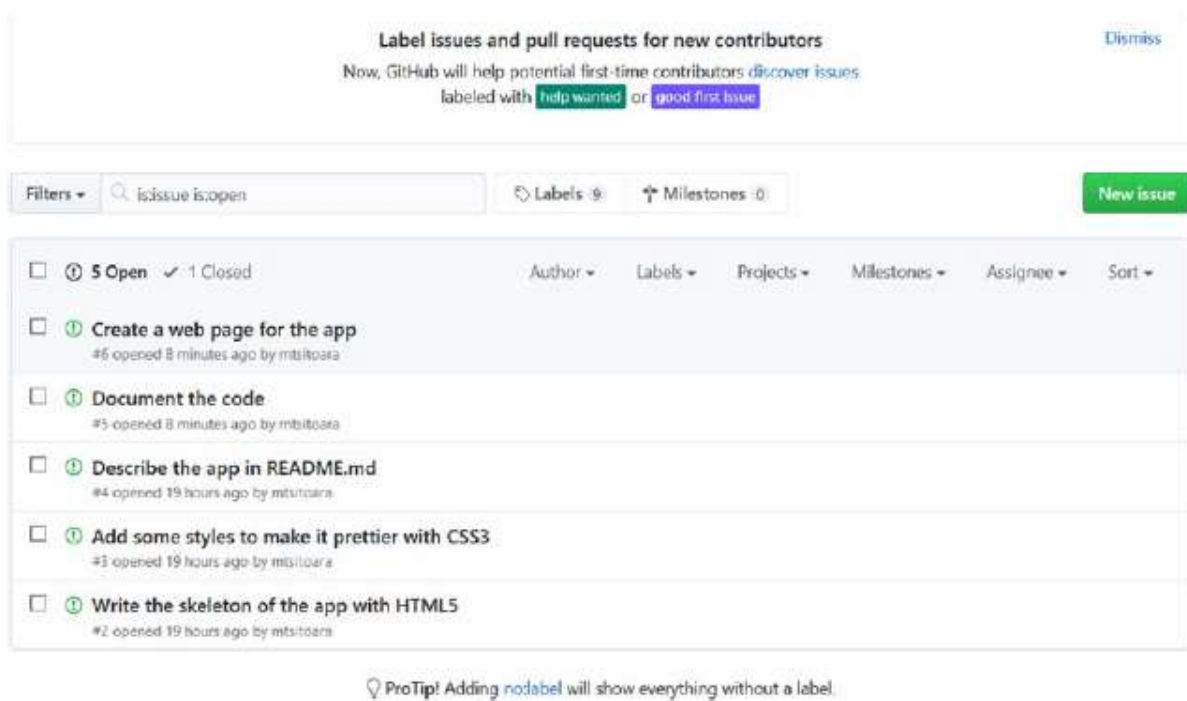 Label issues and pull requests for new contributors
Dismiss
Now, GitHub will help potential first-time contributors discover issues
labeled with help wanted or good first issue
Filters is:issue is:open Labels 9 Milestones 0 New issue
5 Open 1 Closed Author Labels Projects Milestones Assignee Sort
Create a web page for the app
#6 opened 8 minutes ago by mtsitoara
Document the code
#5 opened 8 minutes ago by mtsitoara
Describe the app in README.md
#4 opened 19 hours ago by mtsitoara
Add some styles to make it prettier with CSS3
#3 opened 19 hours ago by mtsitoara
Write the skeleton of the app with HTML5
#2 opened 19 hours ago by mtsitoara
ProTip! Adding no:label will show everything without a label.